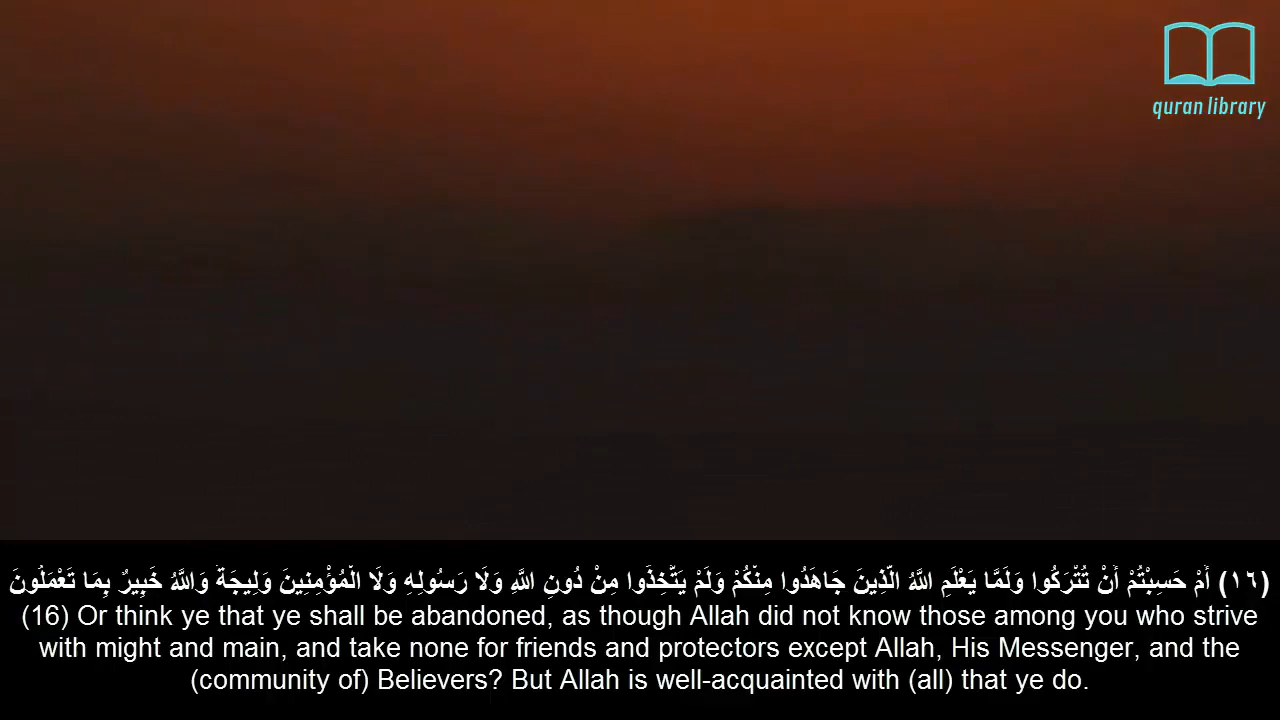 quran library
(١٦) أَمْ حَسِبْتُمْ أَنْ تُتْرَكُوا وَلَمَّا يَعْلَمِ اللَّهُ الَّذِينَ جَاهَدُوا مِنْكُمْ وَلَمْ يَتَّخِذُوا مِنْ دُونِ اللَّهِ وَلَا رَسُولِهِ وَلَا الْمُؤْمِنِينَ وَلِيجَةً وَاللَّهُ خَبِيرٌ بِمَا تَعْمَلُونَ
(16) Or think ye that ye shall be abandoned, as though Allah did not know those among you who strive
with might and main, and take none for friends and protectors except Allah, His Messenger, and the
(community of) Believers? But Allah is well-acquainted with (all) that ye do.